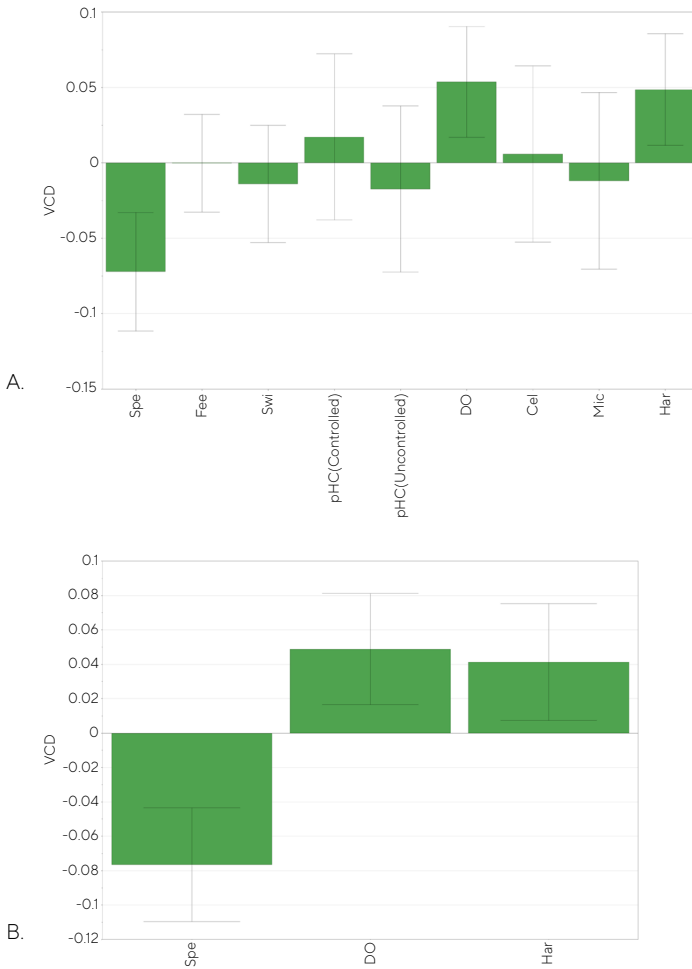 0.1
0.05
0
-0.05
-0.1
-0.15
VCD
A.
Spe
Fee
Swi
pHC(Controlled)
pHC(Uncontrolled)
DO
Cel
Mic
Har
0.1
0.08
0.06
0.04
0.02
0
-0.02
-0.04
-0.06
-0.08
-0.1
-0.12
VCD
B.
Spe
DO
Har